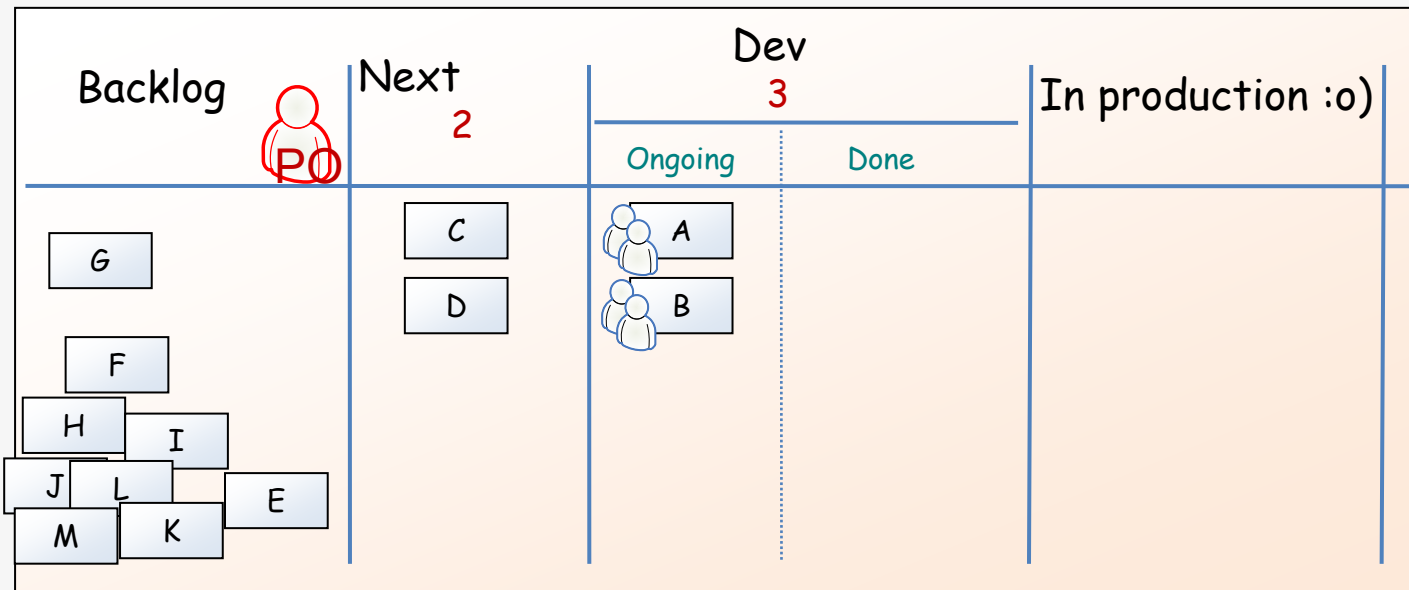 Backlog
PO
Next
2
Dev
3
Ongoing
Done
In production :o)
G
F
H
I
J
L
E
M
K
C
D
A
B